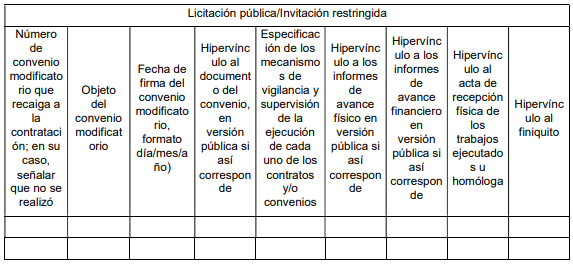 Licitación pública/Invitación restringida
Número
de
convenio
modificato
rio que
recaiga a
la
contrataci
ón; en su
caso,
señalar
que no se
realizó
Objeto
del
convenio
modificat
orio
Fecha de
firma del
convenio
modificato
rio,
formato
día/mes/a
ño)
Hipervínc
ulo al
document
o del
convenio,
en
versión
pública si
así
correspon
de
Especificac
ión de los
mecanismo
s de
vigilancia y
supervisión
de la
ejecución
de cada
uno de los
contratos
y/o
convenios
Hipervínc
ulo a los
informes
de
avance
físico en
versión
pública si
así
correspon
de
Hipervínc
ulo a los
informes
de
avance
financiero
en
versión
pública si
así
correspon
de
Hipervínc
ulo al
acta de
recepción
física de
los
trabajos
ejecutado
s u
homóloga
Hipervínc
ulo al
finiquito